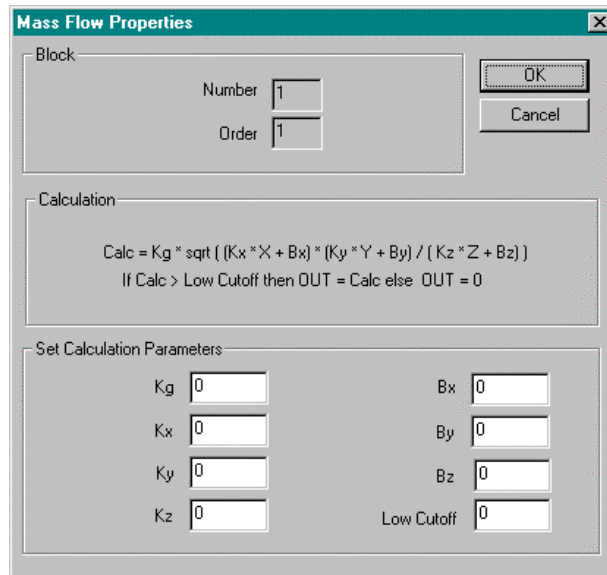 Mass Flow Properties
Block
Number 1
Order 1
OK
Cancel
Calculation
Calc = Kg * sqrt ( (Kx * X + Bx) * (Ky * Y + By) / ( Kz * Z + Bz) )
If Calc > Low Cutoff then OUT = Calc else OUT = 0
Set Calculation Parameters
Kg 0
Bx 0
Kx 0
By 0
Ky 0
Bz 0
Kz 0
Low Cutoff 0